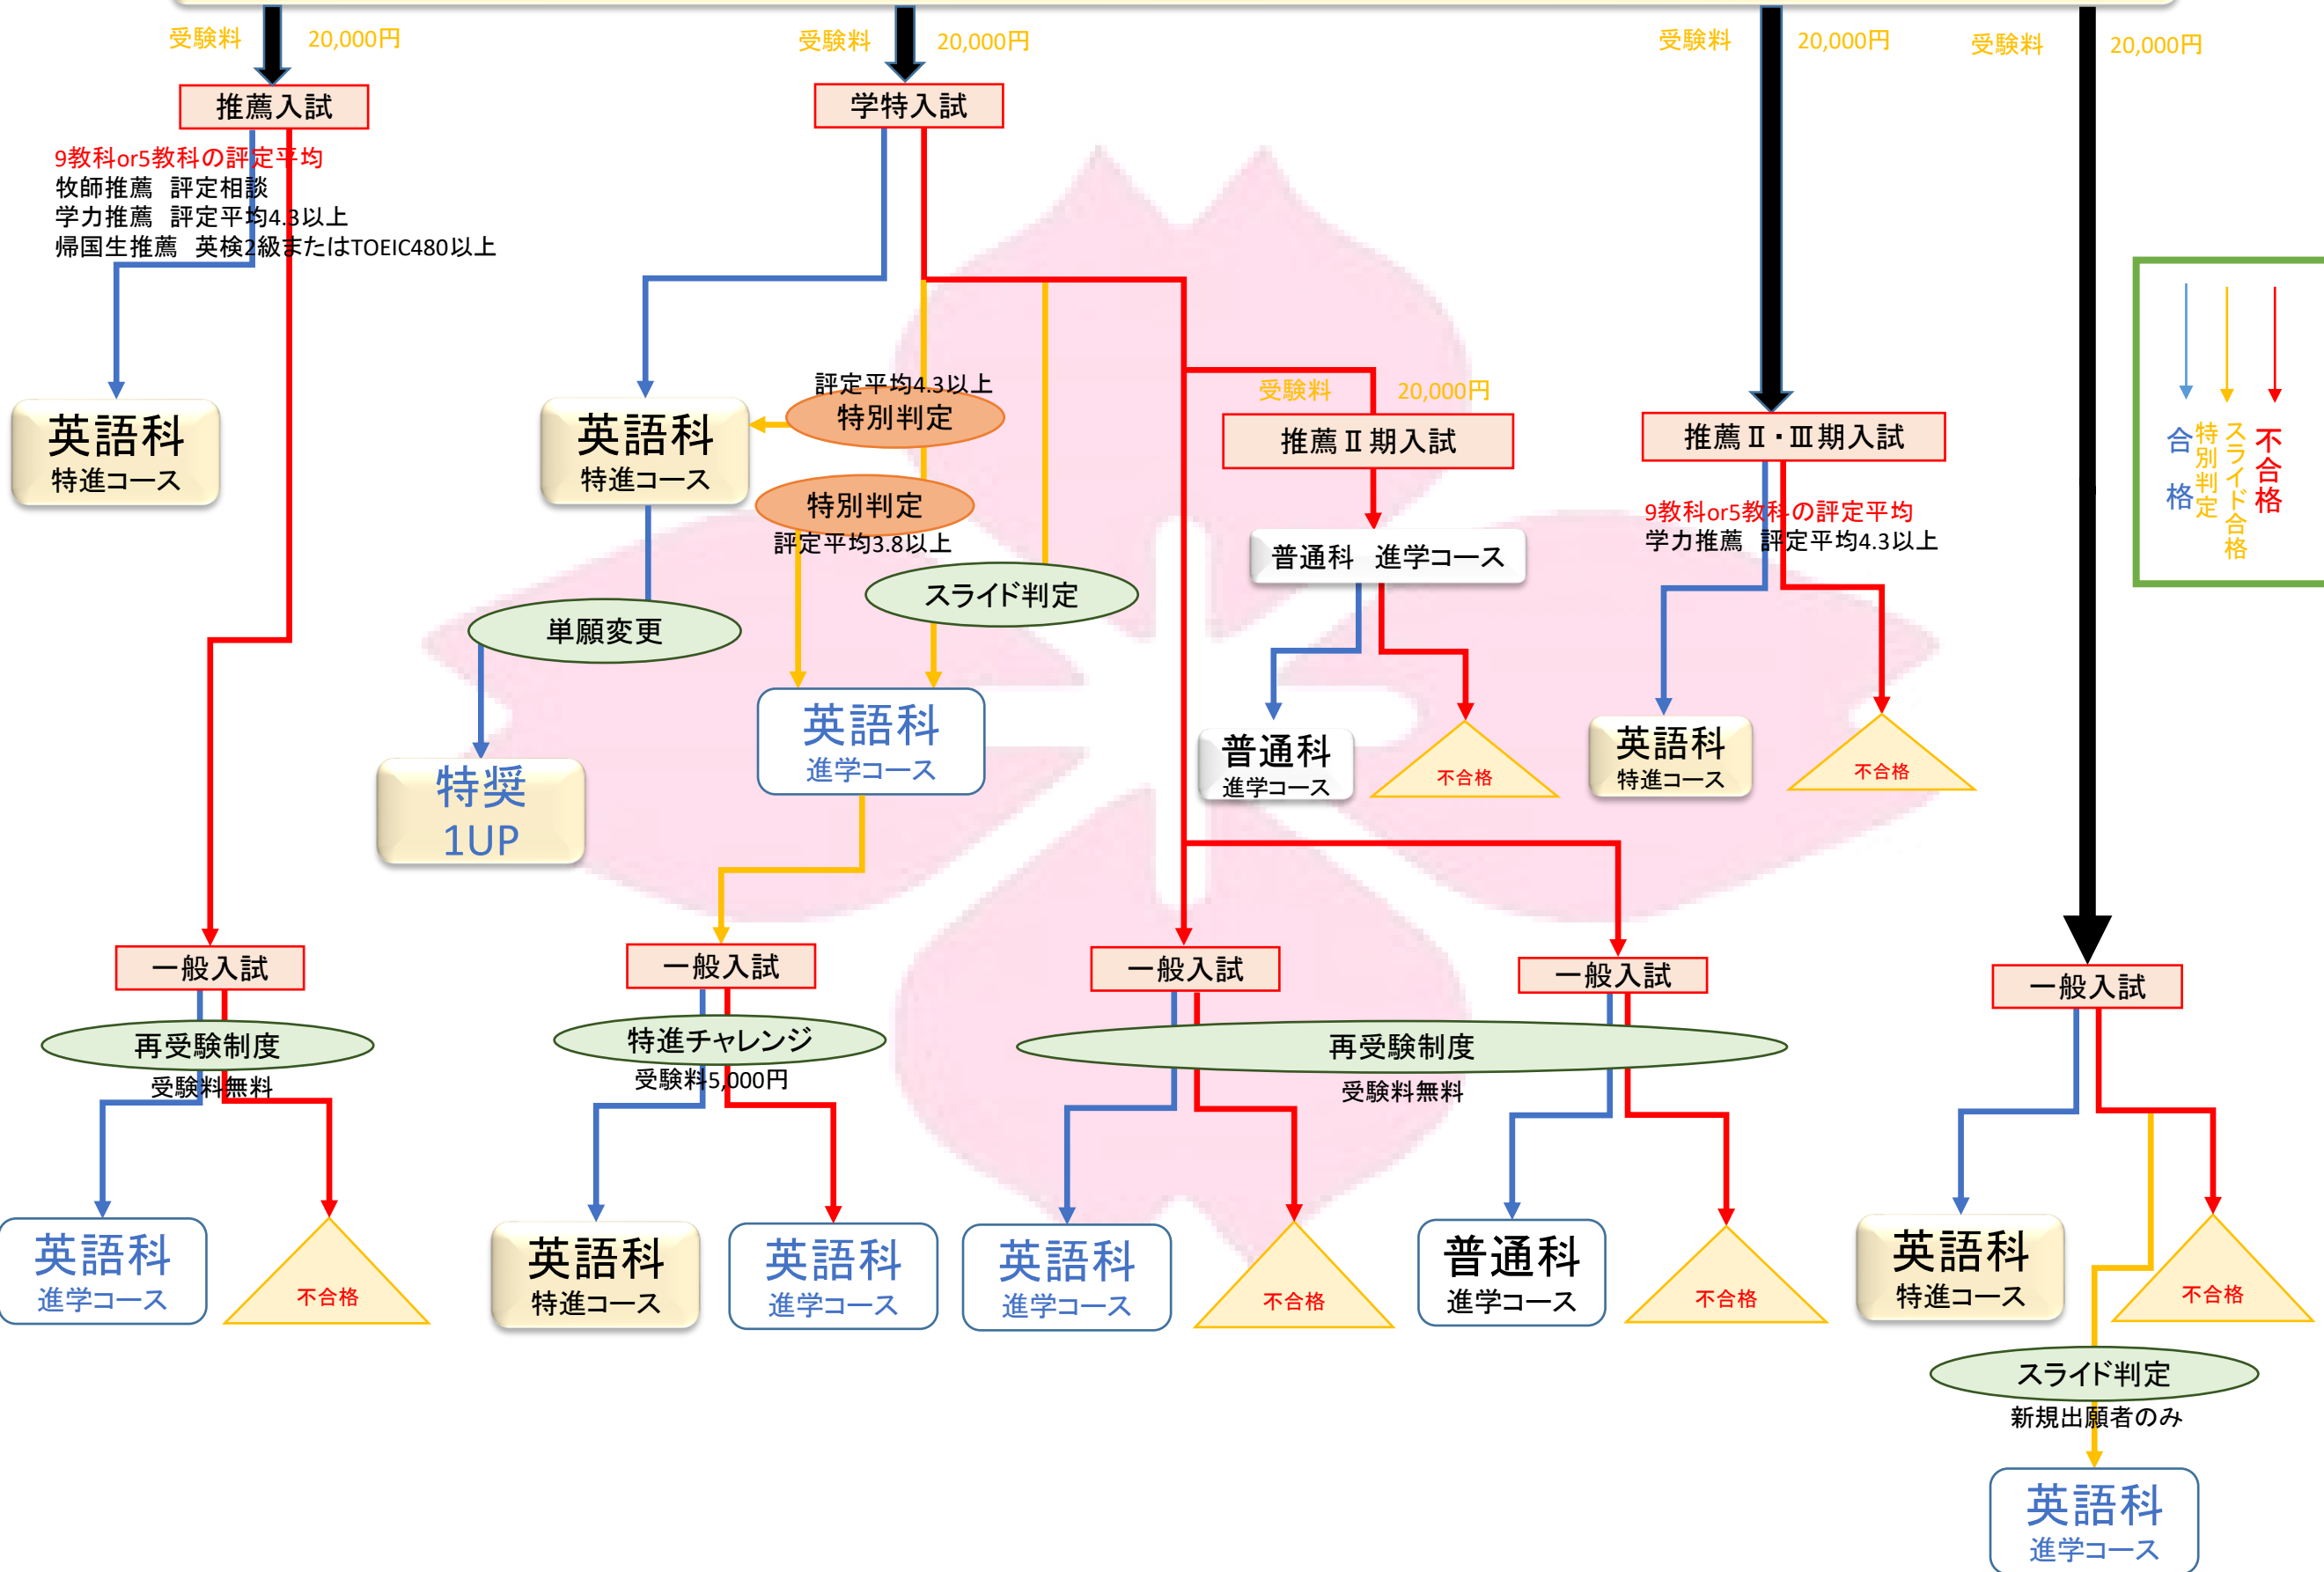 受験料 20,000円
受験料 20,000円
受験料 20,000円
受験料 20,000円
推薦入試
学特入試
9教科or5教科の評定平均
牧師推薦 評定相談
学力推薦 評定平均4.3以上
帰国生推薦 英検2級またはTOEIC480以上
英語科
特進コース
英語科
特進コース
評定平均4.3以上
特別判定
特別判定
評定平均3.8以上
スライド判定
単願変更
特奨
1UP
英語科
進学コース
受験料 20,000円
推薦Ⅱ期入試
普通科 進学コース
普通科
進学コース
不合格
推薦Ⅱ・Ⅲ期入試
9教科or5教科の評定平均
学力推薦 評定平均4.3以上
英語科
特進コース
不合格
合 格
特別判定
スライド合格
不合格
一般入試
再受験制度
受験料無料
英語科
進学コース
不合格
一般入試
特進チャレンジ
受験料5,000円
英語科
特進コース
英語科
進学コース
一般入試
一般入試
再受験制度
受験料無料
英語科
進学コース
不合格
普通科
進学コース
不合格
一般入試
英語科
特進コース
不合格
スライド判定
新規出願者のみ
英語科
進学コース